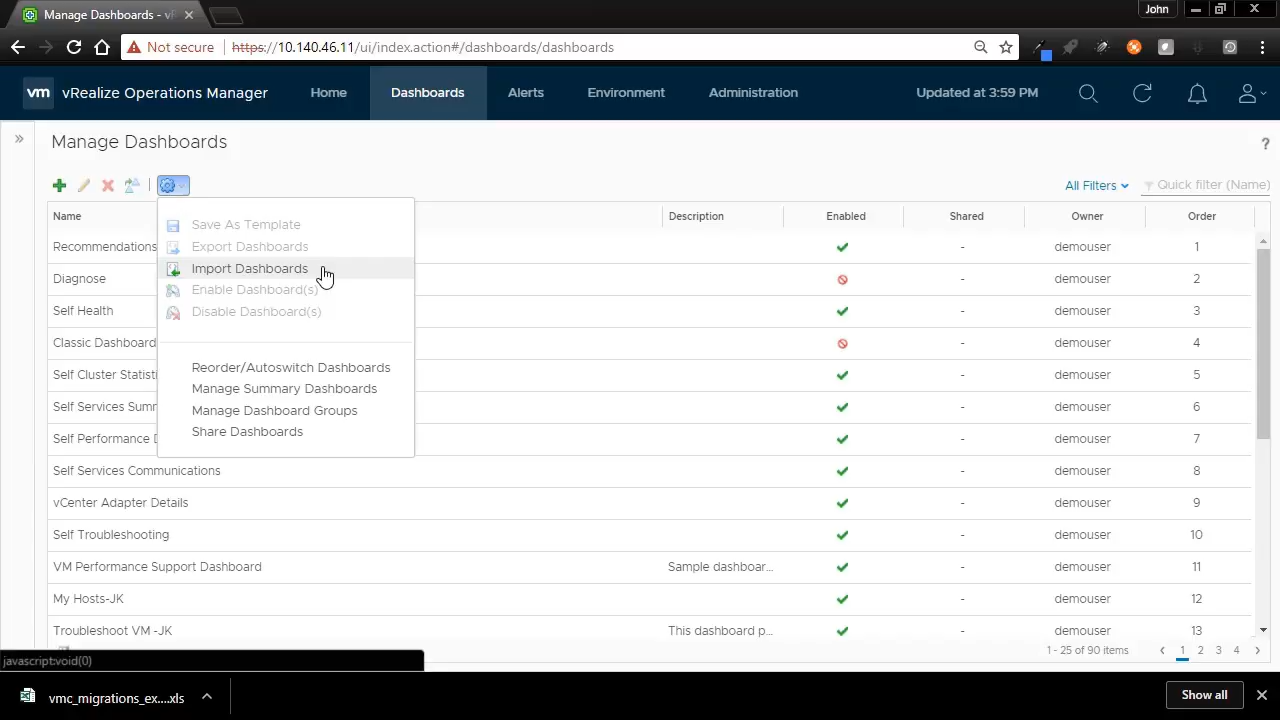 Manage Dashboards - vR
John
Not secure https://10.140.46.11/ui/index.action#/dashboards/dashboards
vm vRealize Operations Manager Home Dashboards Alerts Environment Administration Updated at 3:59 PM
Manage Dashboards ?
All Filters Quick filter (Name)
Name Description Enabled Shared Owner Order
Save As Template
Export Dashboards
Import Dashboards
Enable Dashboard(s)
Disable Dashboard(s)
Reorder/Autoswitch Dashboards
Manage Summary Dashboards
Manage Dashboard Groups
Share Dashboards
Recommendations - demouser 1
Diagnose - demouser 2
Self Health - demouser 3
Classic Dashboard - demouser 4
Self Cluster Statisti - demouser 5
Self Services Summ - demouser 6
Self Performance D - demouser 7
Self Services Communications - demouser 8
vCenter Adapter Details - demouser 9
Self Troubleshooting - demouser 10
VM Performance Support Dashboard Sample dashboar... - demouser 11
My Hosts-JK - demouser 12
Troubleshoot VM -JK This dashboard p... - demouser 13
1 - 25 of 90 items 1 2 3 4
javascript:void(0)
vmc_migrations_ex....xls Show all